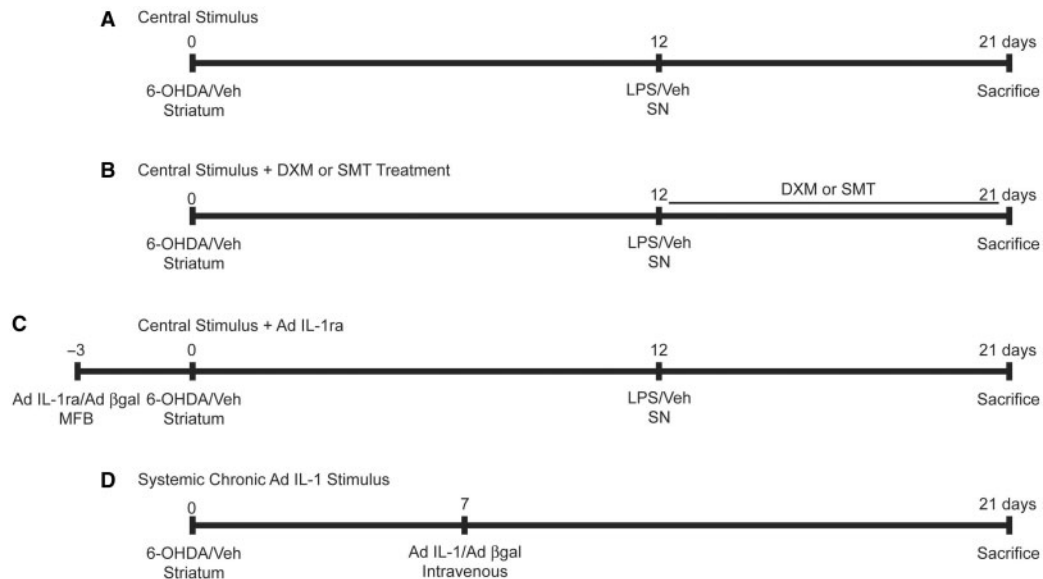 A Central Stimulus
0 12 21 days
6-OHDA/Veh LPS/Veh Sacrifice
Striatum SN
B Central Stimulus + DXM or SMT Treatment
DXM or SMT
0 12 21 days
6-OHDA/Veh LPS/Veh Sacrifice
Striatum SN
C Central Stimulus + Ad IL-1ra
–3 0 12 21 days
Ad IL-1ra/Ad βgal 6-OHDA/Veh LPS/Veh Sacrifice
MFB Striatum SN
D Systemic Chronic Ad IL-1 Stimulus
0 7 21 days
6-OHDA/Veh Ad IL-1/Ad βgal Sacrifice
Striatum Intravenous